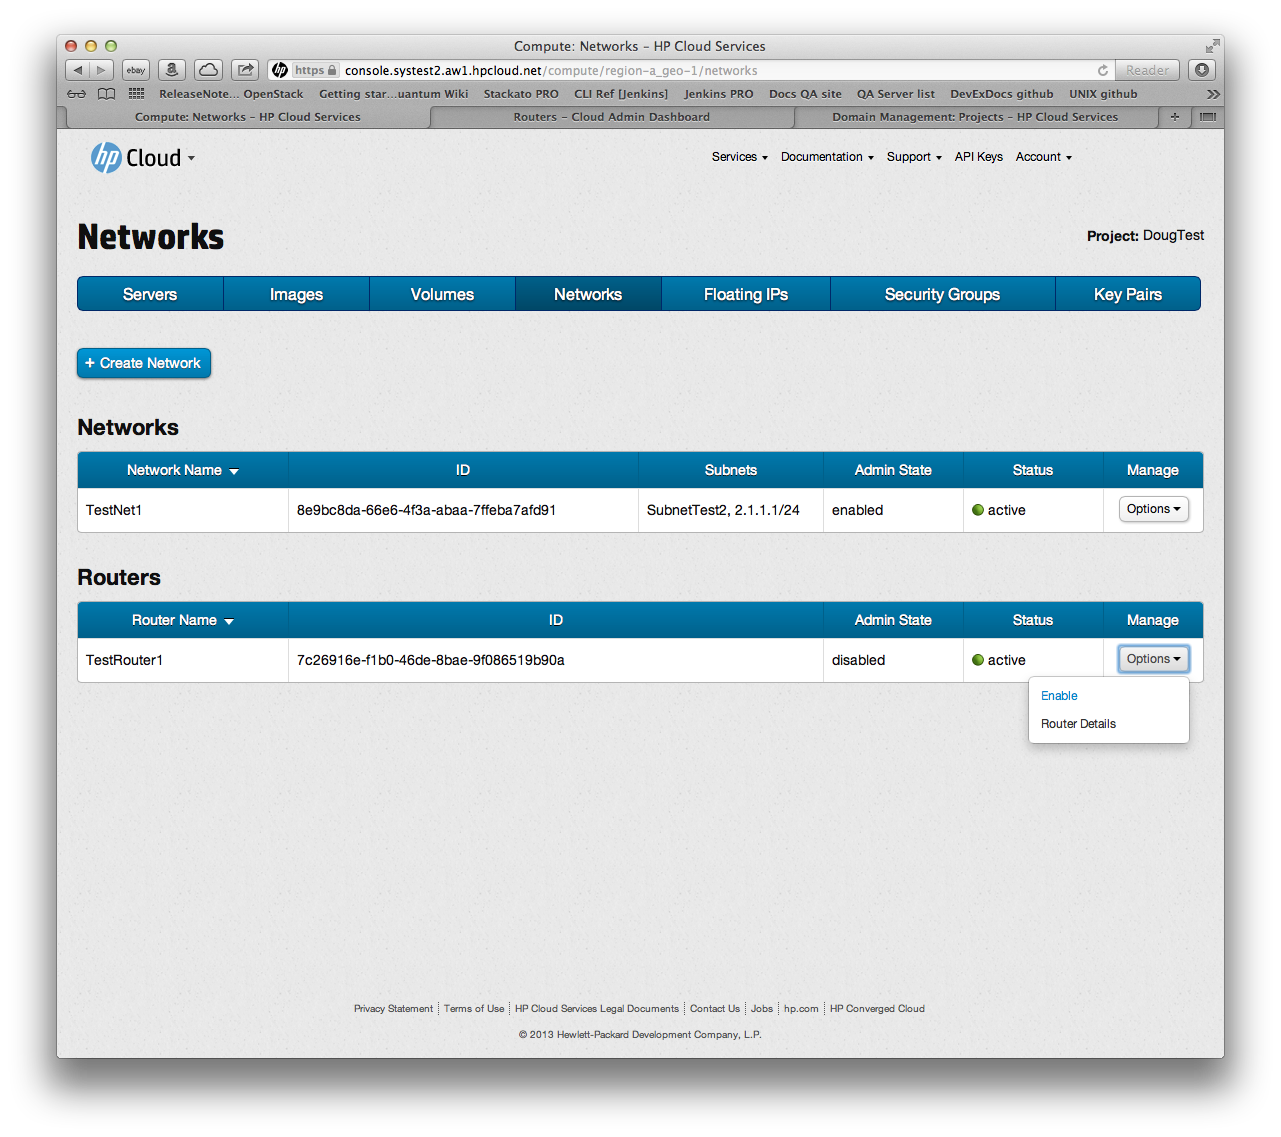 Compute: Networks – HP Cloud Services
ebay a hp https console.systest2.aw1.hpcloud.net/compute/region-a_geo-1/networks Reader
ReleaseNote... OpenStack Getting star...uantum Wiki Stackato PRO CLI Ref [Jenkins] Jenkins PRO Docs QA site QA Server list DevExDocs github UNIX github
Compute: Networks – HP Cloud Services Routers – Cloud Admin Dashboard Domain Management: Projects – HP Cloud Services
hp Cloud Services Documentation Support API Keys Account
Networks Project: DougTest
Servers Images Volumes Networks Floating IPs Security Groups Key Pairs
+ Create Network
Networks
Network Name ID Subnets Admin State Status Manage
TestNet1 8e9bc8da-66e6-4f3a-abaa-7ffeba7afd91 SubnetTest2, 2.1.1.1/24 enabled active Options
Routers
Router Name ID Admin State Status Manage
TestRouter1 7c26916e-f1b0-46de-8bae-9f086519b90a disabled active Options
Enable
Router Details
Privacy Statement Terms of Use HP Cloud Services Legal Documents Contact Us Jobs hp.com HP Converged Cloud
© 2013 Hewlett-Packard Development Company, L.P.